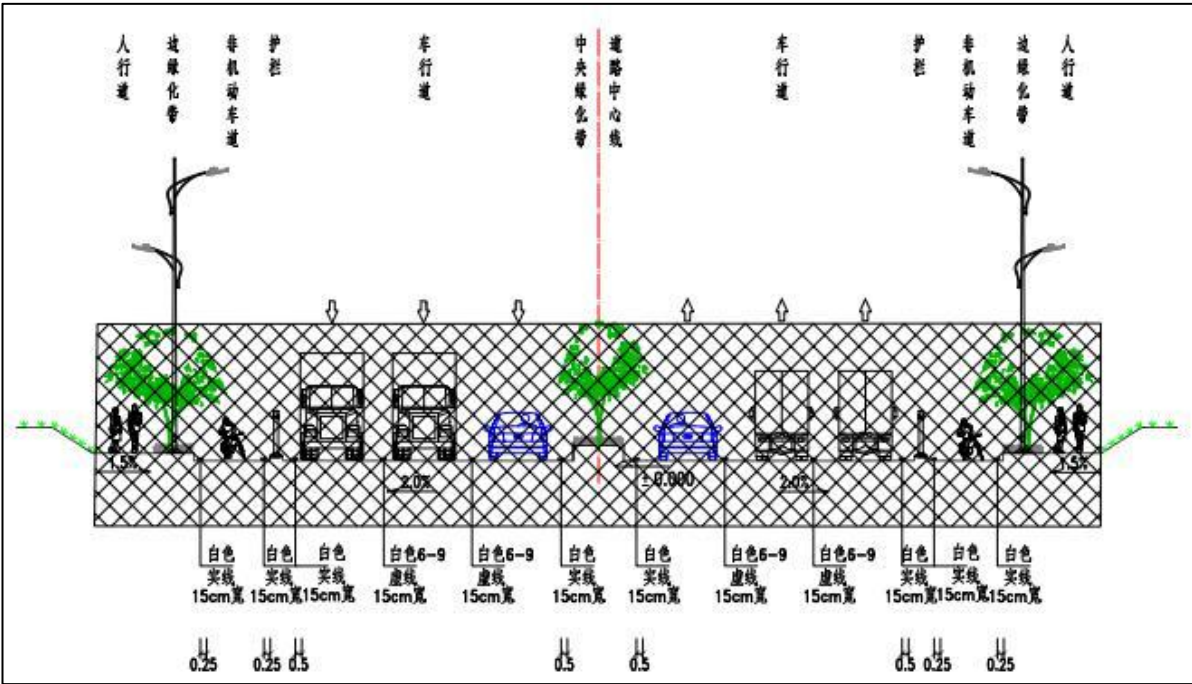 人行道
边绿化带
非机动车道
护栏
车行道
中央绿化带
道路中心线
车行道
护栏
非机动车道
边绿化带
人行道
1.5%
2.0%
±0.000
2.0%
1.5%
白色
实线
15cm宽
白色
实线
15cm宽
白色
实线
15cm宽
白色6-9
虚线
15cm宽
白色6-9
虚线
15cm宽
白色
实线
15cm宽
白色
实线
15cm宽
白色6-9
虚线
15cm宽
白色6-9
虚线
15cm宽
白色
实线
15cm宽
白色
实线
15cm宽
白色
实线
15cm宽
0.25
0.25
0.5
0.5
0.5
0.5
0.25
0.25